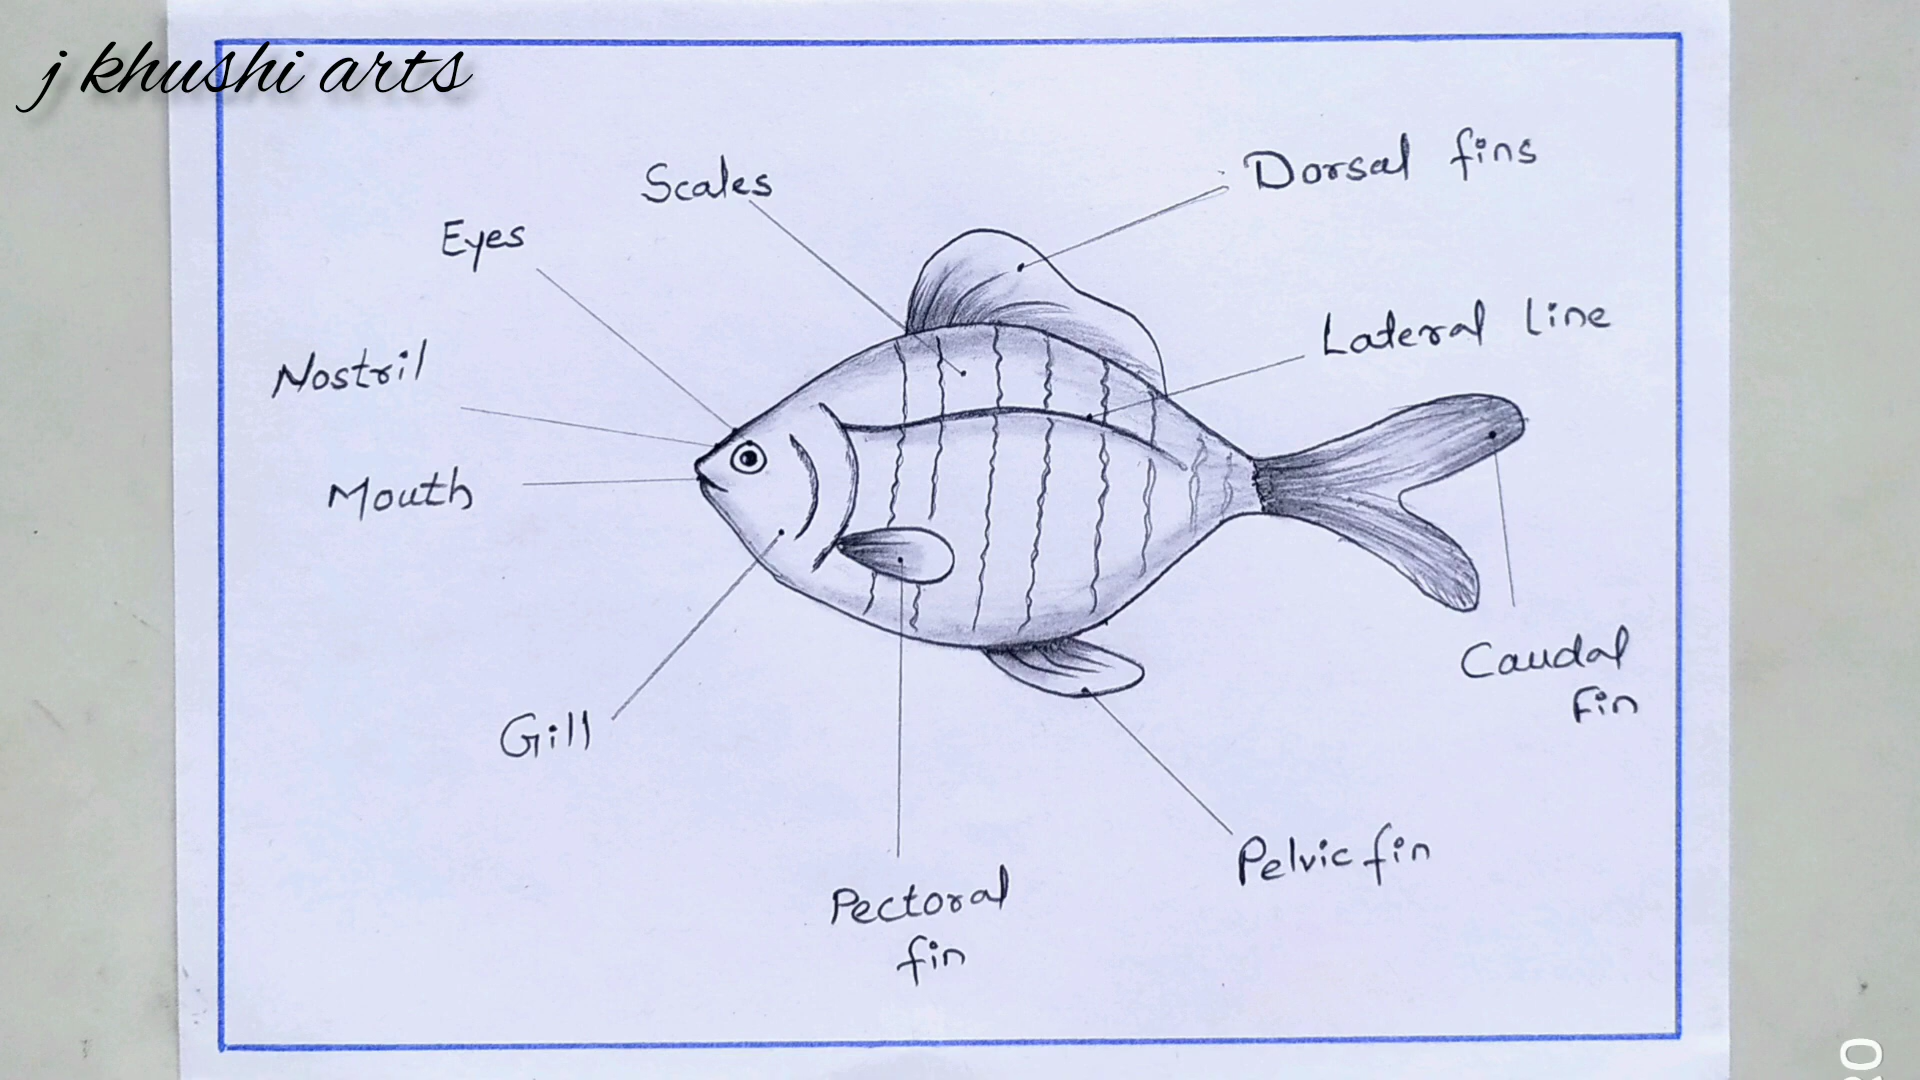 j khushi arts
Scales
Dorsal fins
Eyes
Lateral line
Nostril
Mouth
Caudal
Fin
Gill
Pelvic fin
Pectoral
fin